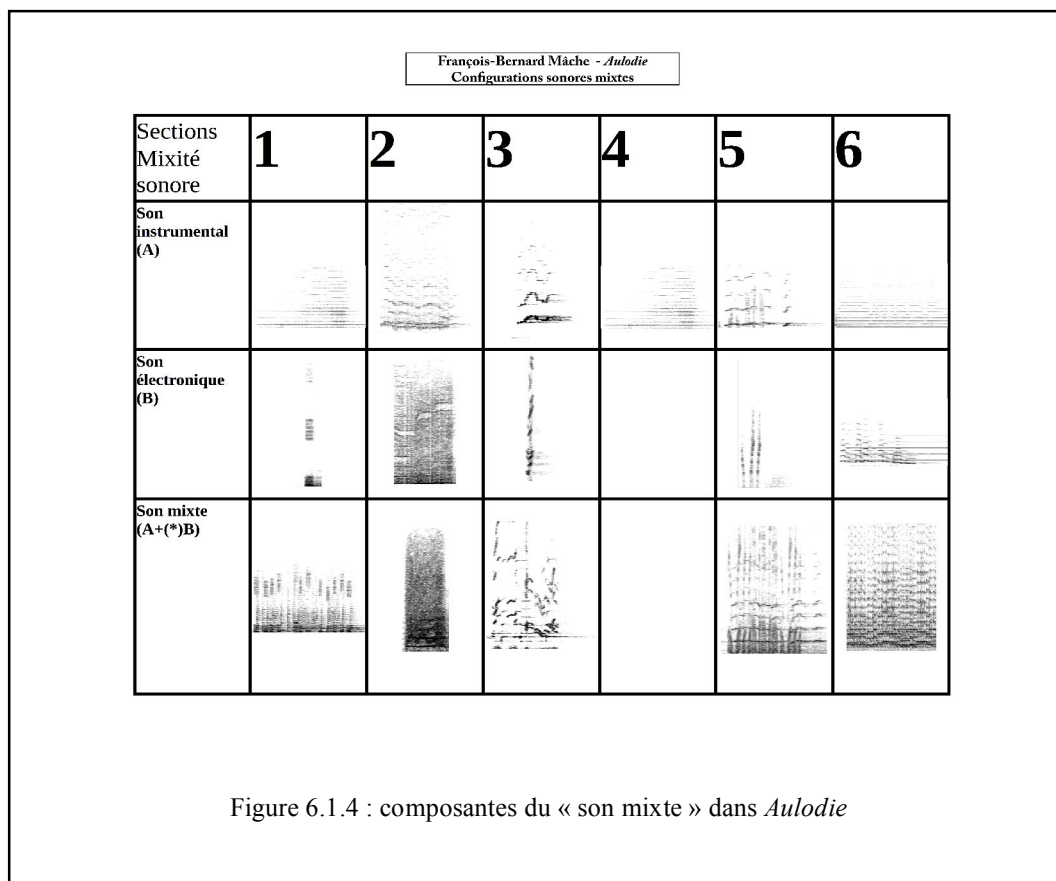 François-Bernard Mâche - Aulodie
Configurations sonores mixtes
Sections
Mixité
sonore
1
2
3
4
5
6
Son
instrumental
(A)
Son
électronique
(B)
Son mixte
(A+(*)B)
Figure 6.1.4 : composantes du « son mixte » dans Aulodie